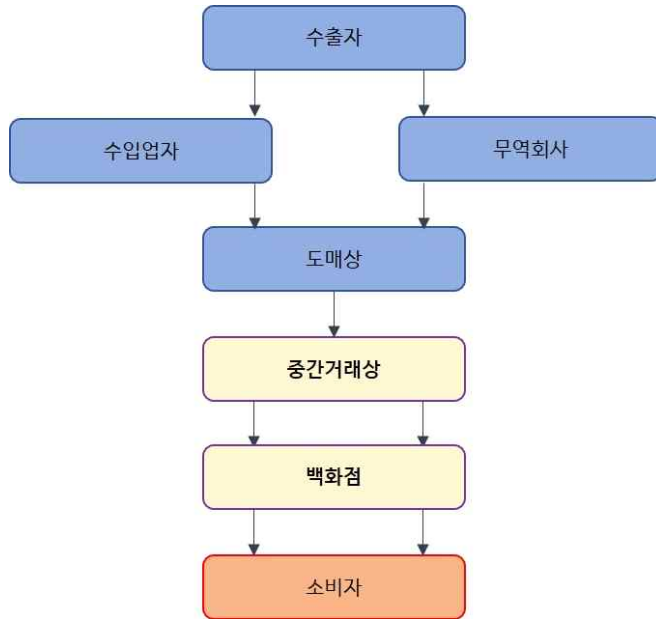 수출자
수입업자
무역회사
도매상
중간거래상
백화점
소비자